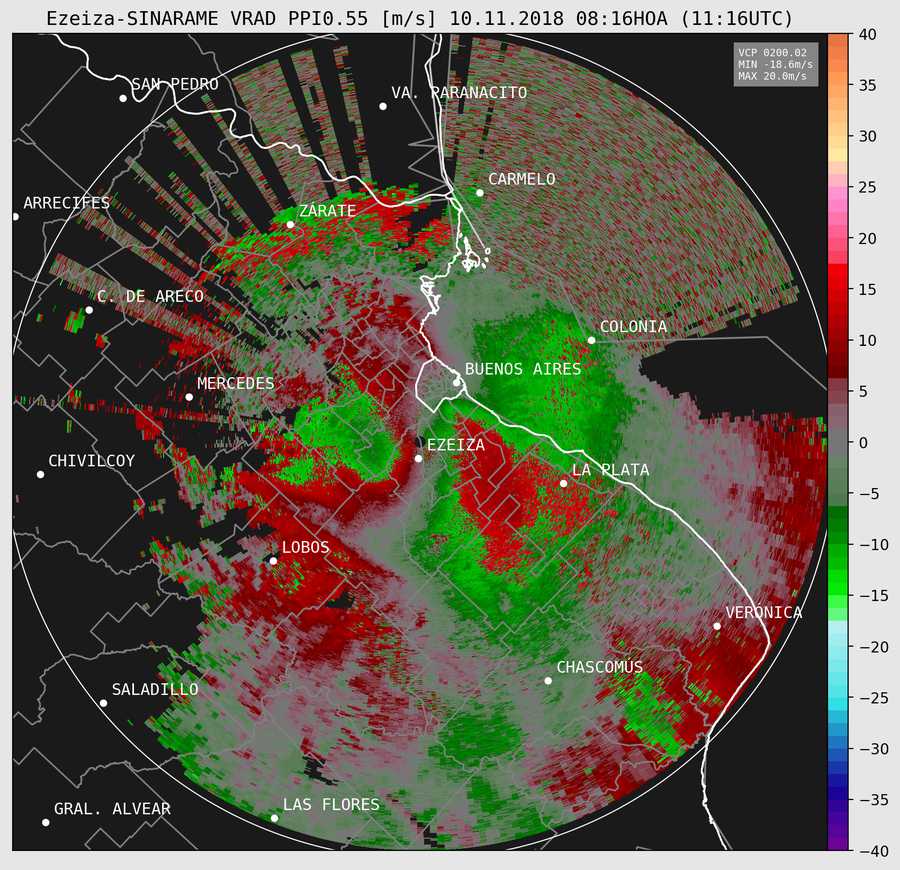 Ezeiza-SINARAME VRAD PPI0.55 [m/s] 10.11.2018 08:16HOA (11:16UTC)
VCP 0200.02
MIN -18.6m/s
MAX 20.0m/s
SAN PEDRO
VA. PARANACITO
CARMELO
ARRECIFES
ZÁRATE
C. DE ARECO
COLONIA
MERCEDES
BUENOS AIRES
EZEIZA
CHIVILCOY
LA PLATA
LOBOS
VERÓNICA
CHASCOMÚS
SALADILLO
LAS FLORES
GRAL. ALVEAR
40
35
30
25
20
15
10
5
0
−5
−10
−15
−20
−25
−30
−35
−40